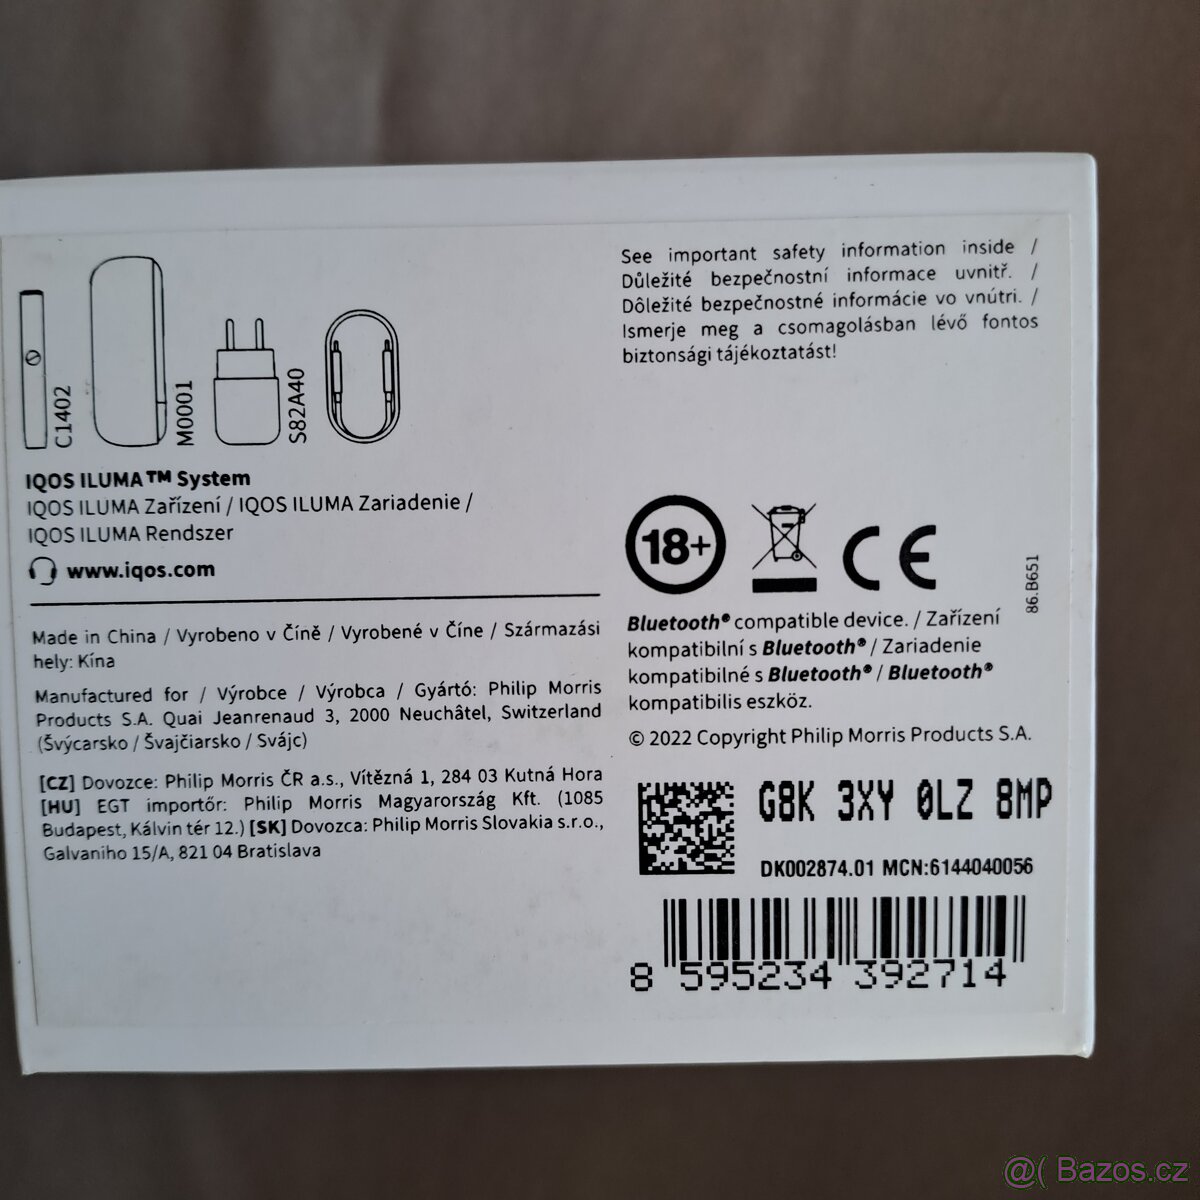 C1402
M0001
S82A40
IQOS ILUMA™ System
IQOS ILUMA Zařízení / IQOS ILUMA Zariadenie /
IQOS ILUMA Rendszer
www.iqos.com
Made in China / Vyrobeno v Číně / Vyrobené v Číne / Származási
hely: Kína
Manufactured for / Výrobce / Výrobca / Gyártó: Philip Morris
Products S.A. Quai Jeanrenaud 3, 2000 Neuchâtel, Switzerland
(Švýcarsko / Švajčiarsko / Svájc)
[CZ] Dovozce: Philip Morris ČR a.s., Vítězná 1, 284 03 Kutná Hora
[HU] EGT importőr: Philip Morris Magyarország Kft. (1085
Budapest, Kálvin tér 12.) [SK] Dovozca: Philip Morris Slovakia s.r.o.,
Galvaniho 15/A, 821 04 Bratislava
See important safety information inside /
Důležité bezpečnostní informace uvnitř. /
Dôležité bezpečnostné informácie vo vnútri. /
Ismerje meg a csomagolásban lévő fontos
biztonsági tájékoztatást!
18+
CE
86.B651
Bluetooth® compatible device. / Zařízení
kompatibilní s Bluetooth® / Zariadenie
kompatibilné s Bluetooth® / Bluetooth®
kompatibilis eszköz.
© 2022 Copyright Philip Morris Products S.A.
G8K 3XY 0LZ 8MP
DK002874.01 MCN:6144040056
8 595234 392714
@( Bazos.cz